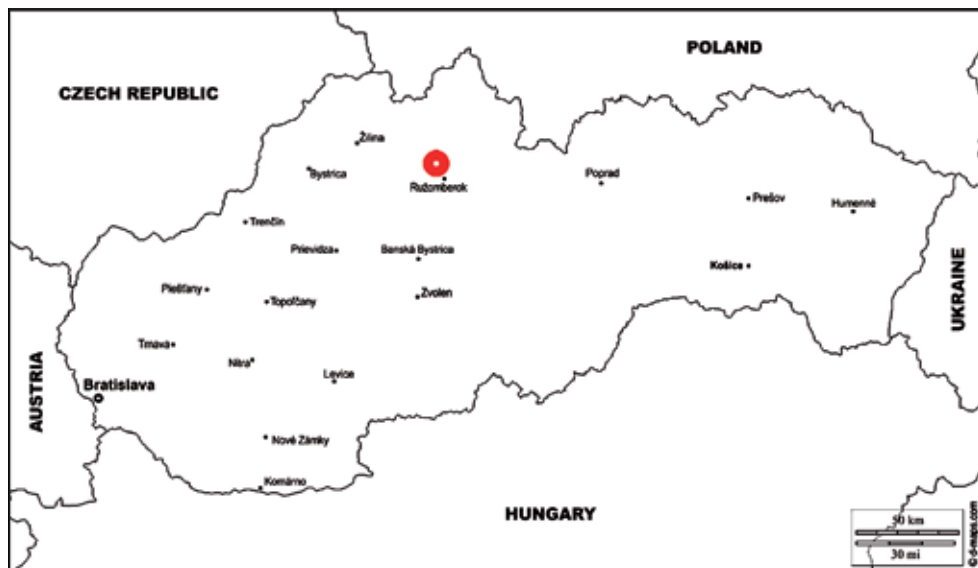 POLAND
CZECH REPUBLIC
Žilina
Bystrica
Ružomberok
Poprad
Prešov
Humenné
Trenčín
Prievidza
Banská Bystrica
Košice
UKRAINE
Piešťany
Topoľčany
Zvolen
Trnava
Nitra
Levice
Bratislava
AUSTRIA
Nové Zámky
Komárno
HUNGARY
50 km
30 mi
© d-maps.com